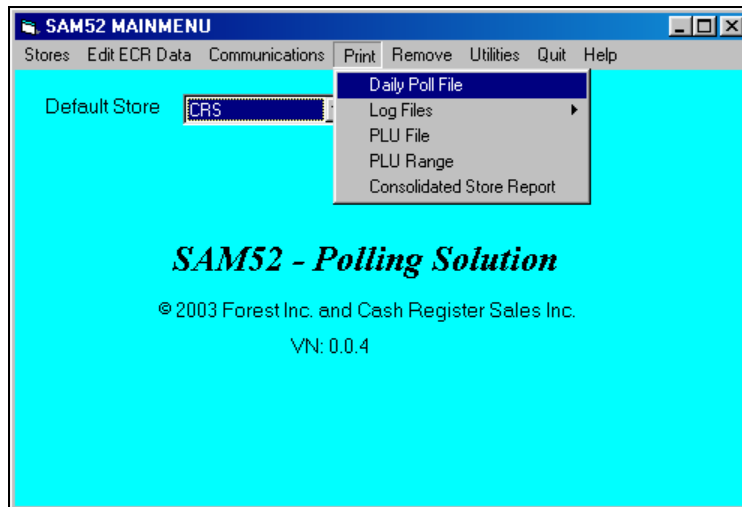 SAM52 MAINMENU
Stores Edit ECR Data Communications Print Remove Utilities Quit Help
Default Store CRS
Daily Poll File
Log Files
PLU File
PLU Range
Consolidated Store Report
SAM52 - Polling Solution
© 2003 Forest Inc. and Cash Register Sales Inc.
VN: 0.0.4